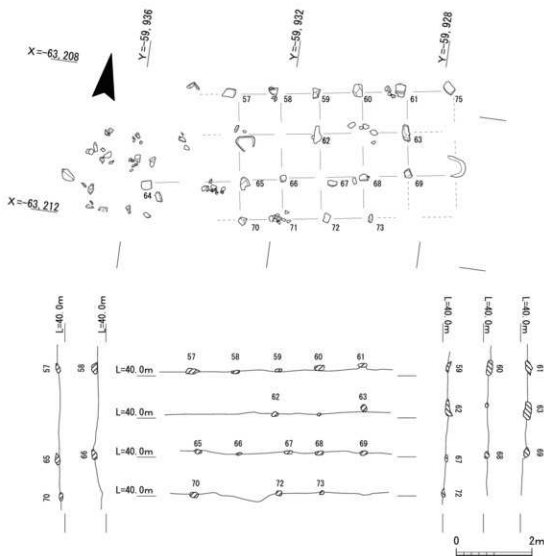 Y=-59,936
Y=-59,932
Y=-59,928
X=-63,208
57 58 59 60 61 75
62 63
X=-63,212
64 65 66 67 68 69
70 71 72 73
L=40.0m
L=40.0m
L=40.0m
L=40.0m
L=40.0m
57
65
70
58
66
57 58 59 60 61
L=40.0m
62 63
L=40.0m
65 66 67 68 69
L=40.0m
70 72 73
L=40.0m
59
62
67
72
60
68
61
63
69
0 2m